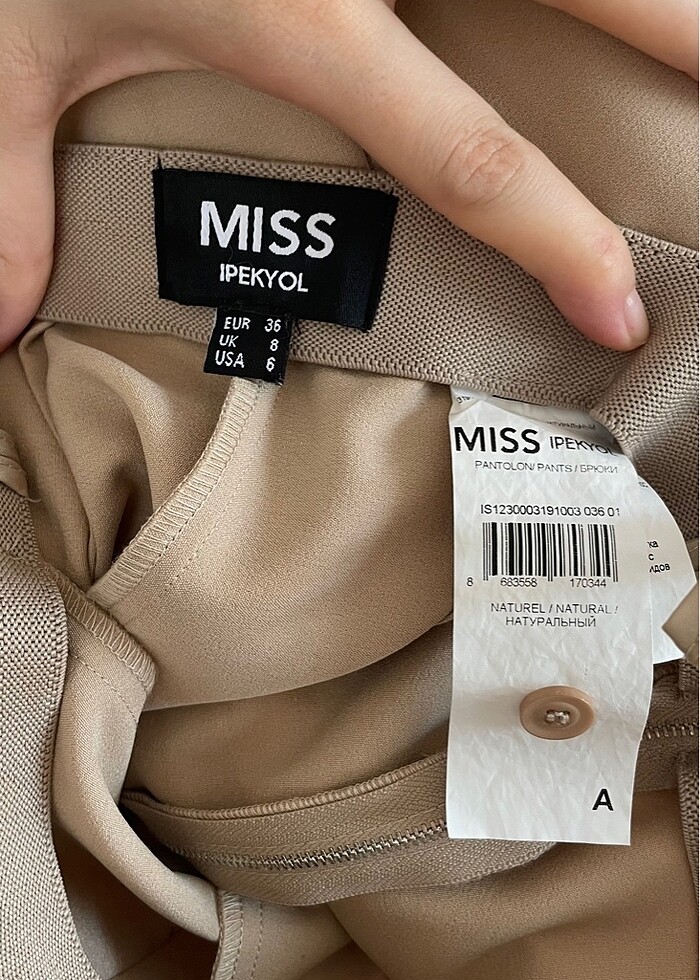 MISS
IPEKYOL
EUR 36
UK 8
USA 6
MISS IPEKYOL
PANTOLON/ PANTS / БРЮКИ
IS1230003191003 036 01
8 683558 170344
NATUREL / NATURAL /
НАТУРАЛЬНЫЙ
A